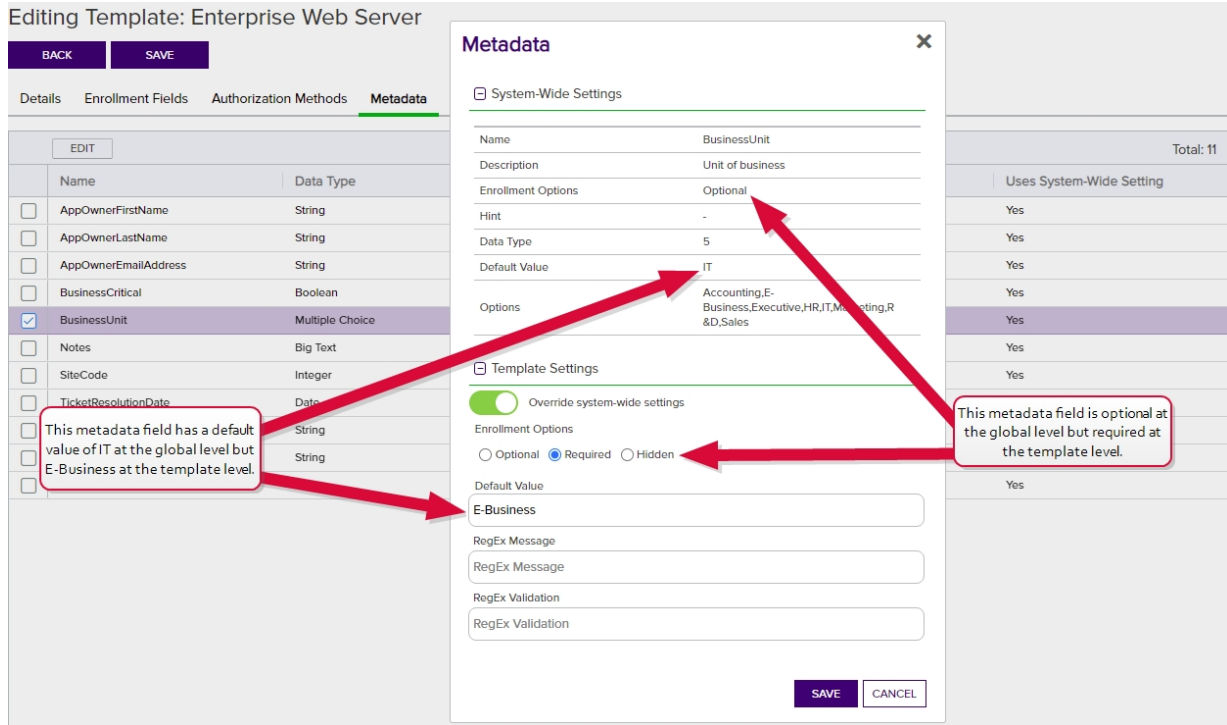 Editing Template: Enterprise Web Server
BACK
SAVE
Details
Enrollment Fields
Authorization Methods
Metadata
EDIT
Total: 11
Name
Data Type
Uses System-Wide Setting
AppOwnerFirstName
String
Yes
AppOwnerLastName
String
Yes
AppOwnerEmailAddress
String
Yes
BusinessCritical
Boolean
Yes
BusinessUnit
Multiple Choice
Yes
Notes
Big Text
Yes
SiteCode
Integer
Yes
TicketResolutionDate
Date
String
String
Yes
This metadata field has a default
value of IT at the global level but
E-Business at the template level.
Metadata
System-Wide Settings
Name
BusinessUnit
Description
Unit of business
Enrollment Options
Optional
Hint
-
Data Type
5
Default Value
IT
Options
Accounting,E-
Business,Executive,HR,IT,Marketing,R
&D,Sales
Template Settings
Override system-wide settings
Enrollment Options
Optional
Required
Hidden
Default Value
E-Business
RegEx Message
RegEx Message
RegEx Validation
RegEx Validation
SAVE
CANCEL
This metadata field is optional at
the global level but required at
the template level.